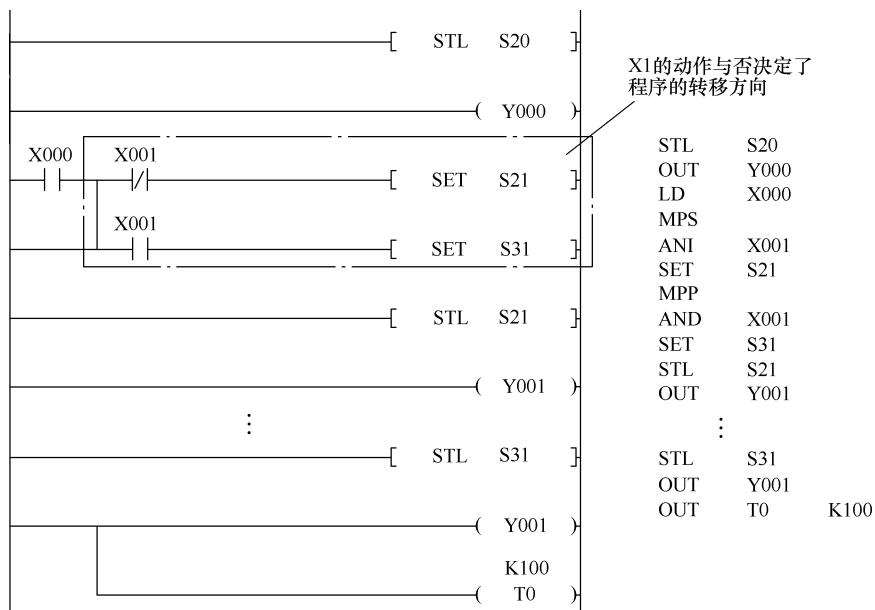 STL S20
X1的动作与否决定了
程序的转移方向
Y000
X000 X001
SET S21
X001
SET S31
STL S21
Y001
⋮
STL S31
Y001
K100
T0
STL S20
OUT Y000
LD X000
MPS
ANI X001
SET S21
MPP
AND X001
SET S31
STL S21
OUT Y001
⋮
STL S31
OUT Y001
OUT T0 K100